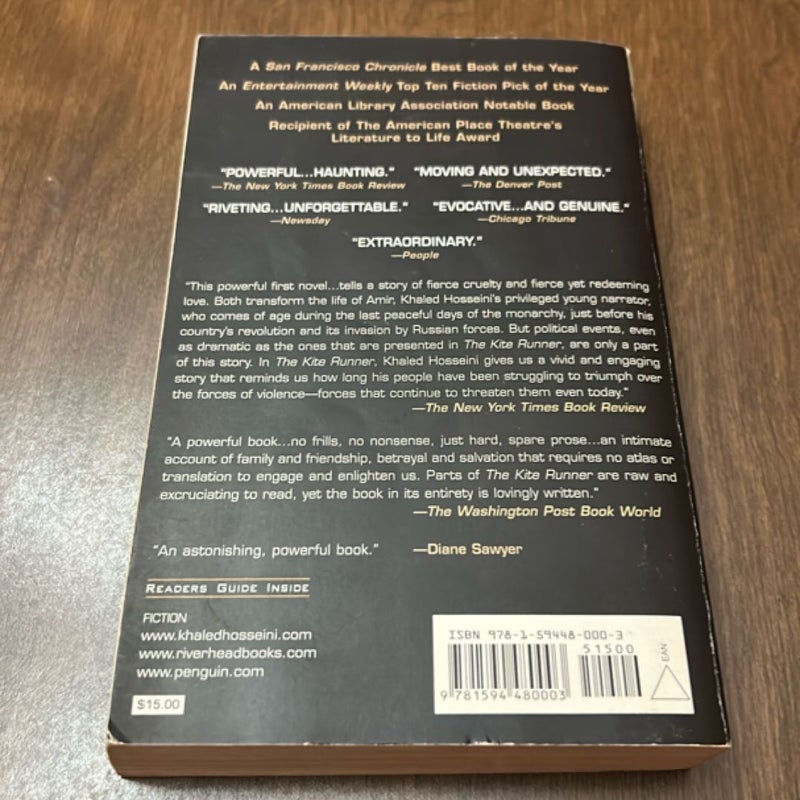 A San Francisco Chronicle Best Book of the Year
An Entertainment Weekly Top Ten Fiction Pick of the Year
An American Library Association Notable Book
Recipient of The American Place Theatre's
Literature to Life Award
"POWERFUL...HAUNTING." "MOVING AND UNEXPECTED."
—The New York Times Book Review —The Denver Post
"RIVETING...UNFORGETTABLE." "EVOCATIVE...AND GENUINE."
—Newsday —Chicago Tribune
"EXTRAORDINARY."
—People
"This powerful first novel...tells a story of fierce cruelty and fierce yet redeeming
love. Both transform the life of Amir, Khaled Hosseini's privileged young narrator,
who comes of age during the last peaceful days of the monarchy, just before his
country's revolution and its invasion by Russian forces. But political events, even
as dramatic as the ones that are presented in The Kite Runner, are only a part
of this story. In The Kite Runner, Khaled Hosseini gives us a vivid and engaging
story that reminds us how long his people have been struggling to triumph over
the forces of violence—forces that continue to threaten them even today."
—The New York Times Book Review
"A powerful book...no frills, no nonsense, just hard, spare prose...an intimate
account of family and friendship, betrayal and salvation that requires no atlas or
translation to engage and enlighten us. Parts of The Kite Runner are raw and
excruciating to read, yet the book in its entirety is lovingly written."
—The Washington Post Book World
"An astonishing, powerful book." —Diane Sawyer
READERS GUIDE INSIDE
FICTION
www.khaledhosseini.com
www.riverheadbooks.com
www.penguin.com
$15.00
ISBN 978-1-59448-000-3
51500
EAN
9 781594 480003